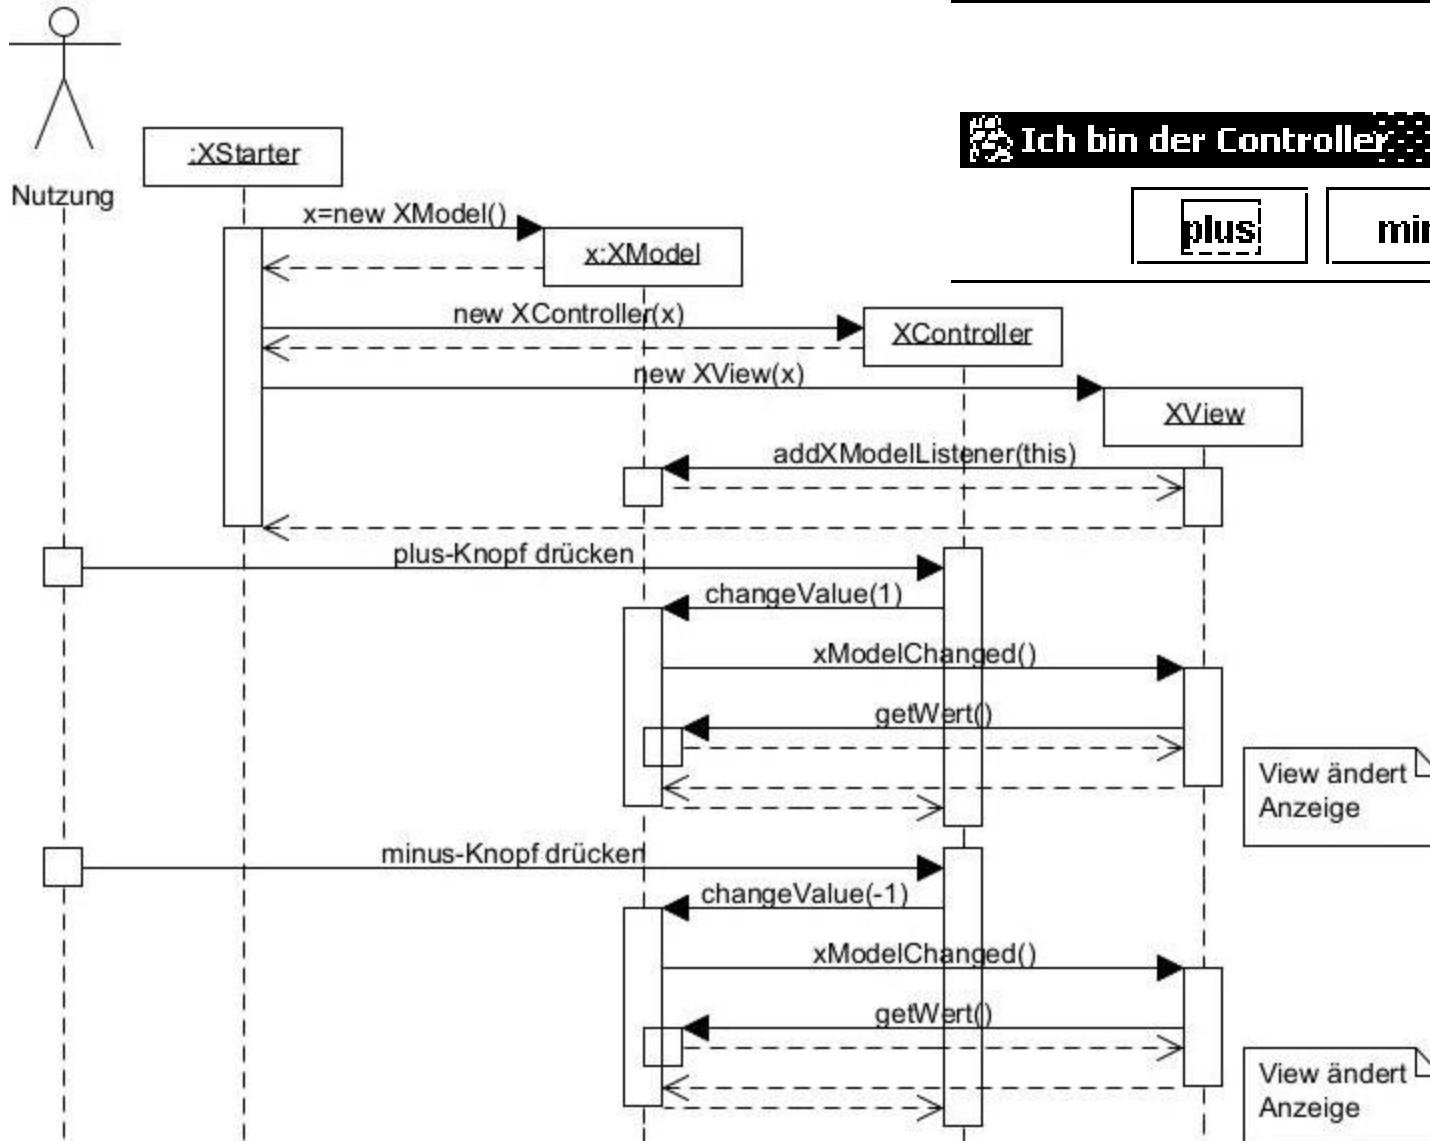 Ich bin der Controller
:XStarter
Nutzung
plus
x=new XModel()
x:XModel
new XController(x)
XController
new XView(x)
XView
addXModelListener(this)
plus-Knopf drücken
changeValue(1)
xModelChanged()
getWert()
View ändert
Anzeige
minus-Knopf drücken
changeValue(-1)
xModelChanged()
getWert()
View ändert
Anzeige